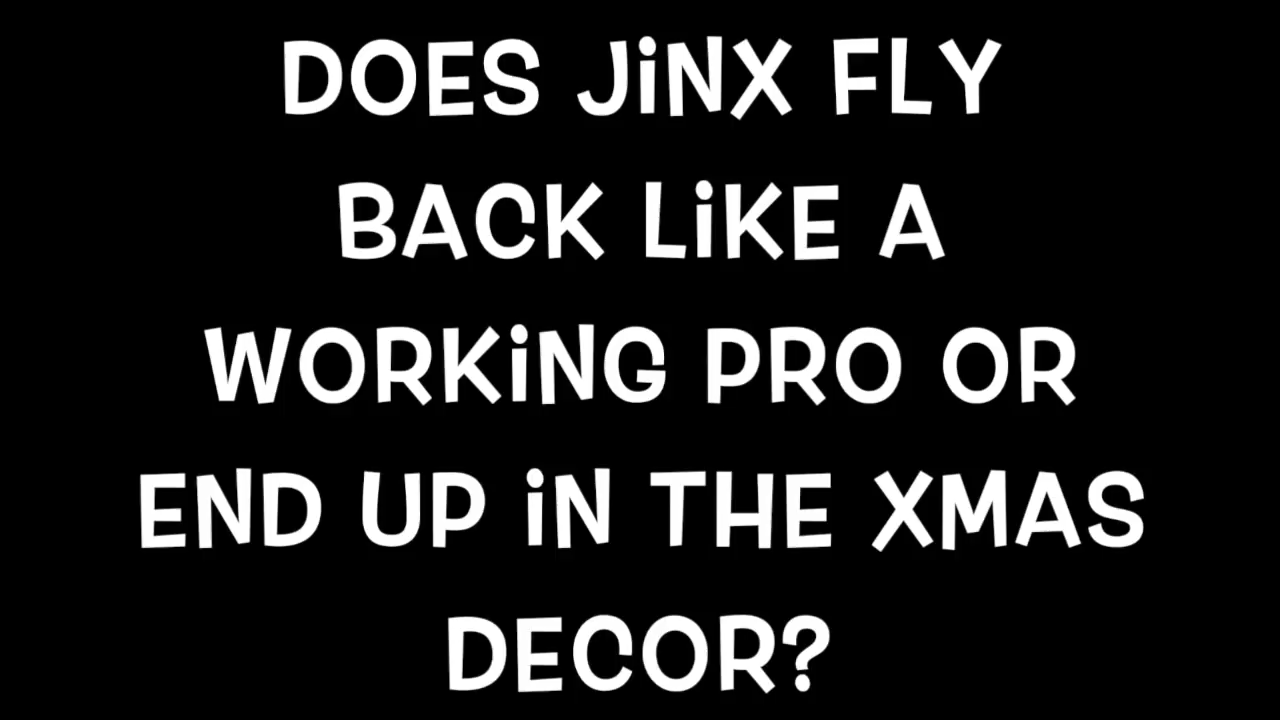 DOES JiNX FLY
BACK LiKE A
WORKiNG PRO OR
END UP iN THE XMAS
DECOR?